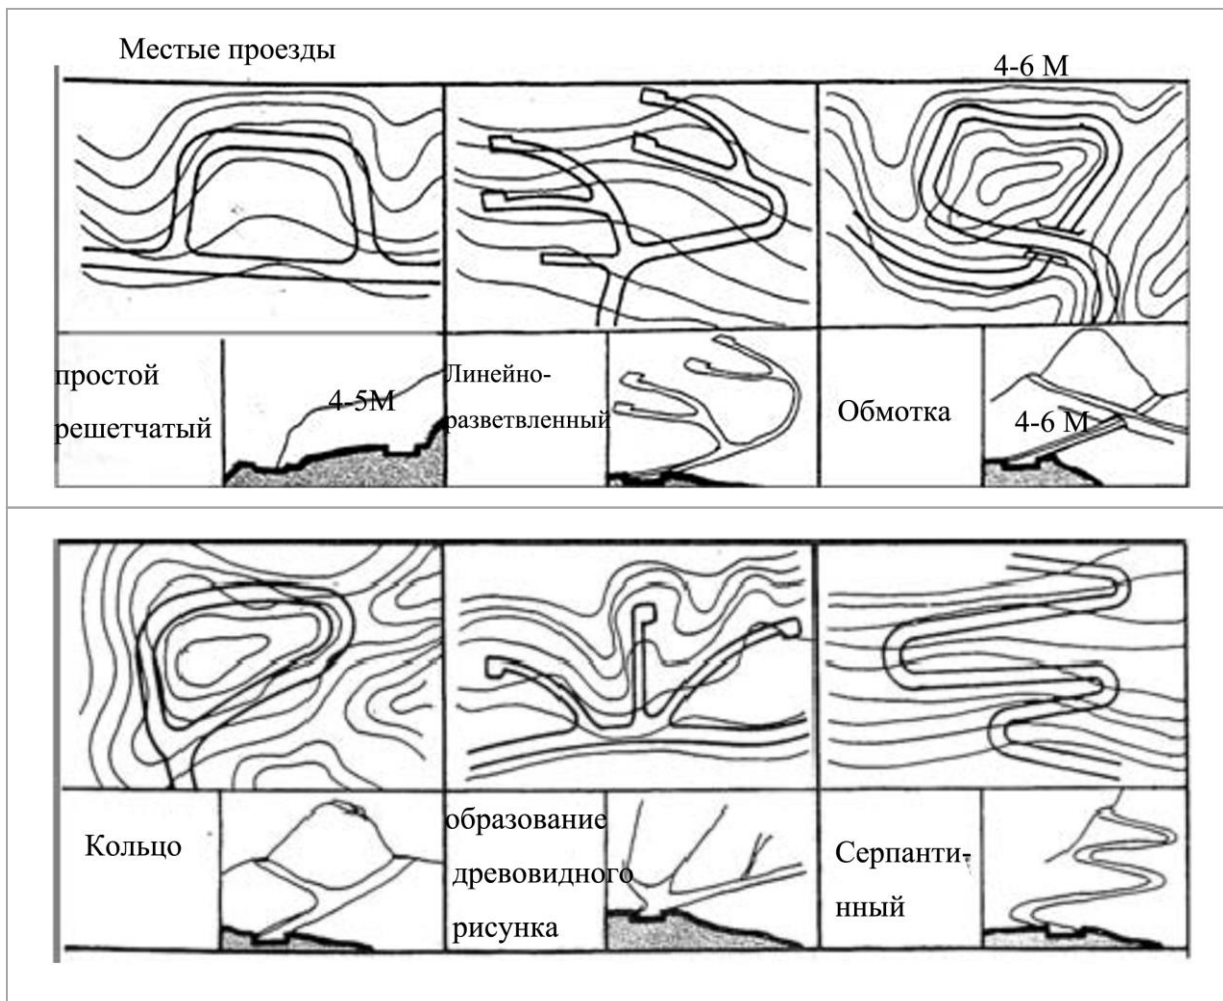 Местые проезды
4-6 М
простой
решетчатый
4-5М
Линейно-
разветвленный
Обмотка
4-6 М
Кольцо
образование
древовидного
рисунка
Серпанти-
нный